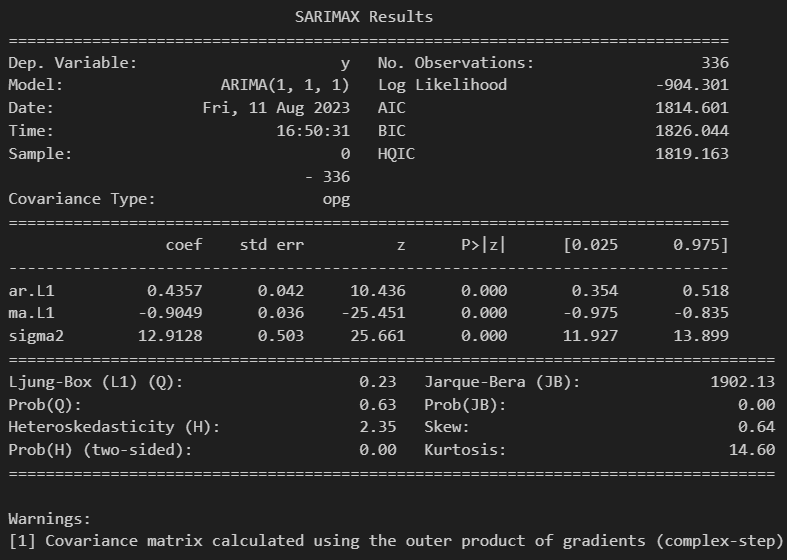 SARIMAX Results
==============================================================================
Dep. Variable:                      y   No. Observations:                  336
Model:                 ARIMA(1, 1, 1)   Log Likelihood                -904.301
Date:                Fri, 11 Aug 2023   AIC                           1814.601
Time:                        16:50:31   BIC                           1826.044
Sample:                             0   HQIC                          1819.163
- 336
Covariance Type:                  opg
==============================================================================
coef    std err          z      P>|z|      [0.025      0.975]
------------------------------------------------------------------------------
ar.L1          0.4357      0.042     10.436      0.000       0.354       0.518
ma.L1         -0.9049      0.036    -25.451      0.000      -0.975      -0.835
sigma2        12.9128      0.503     25.661      0.000      11.927      13.899
===================================================================================
Ljung-Box (L1) (Q):                   0.23   Jarque-Bera (JB):              1902.13
Prob(Q):                              0.63   Prob(JB):                         0.00
Heteroskedasticity (H):               2.35   Skew:                             0.64
Prob(H) (two-sided):                  0.00   Kurtosis:                        14.60
===================================================================================
Warnings:
[1] Covariance matrix calculated using the outer product of gradients (complex-step)